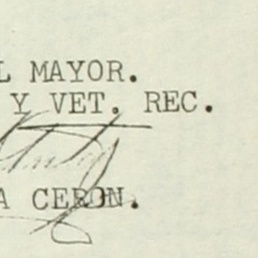 L MAYOR.
Y VET. REC.
A CERON.